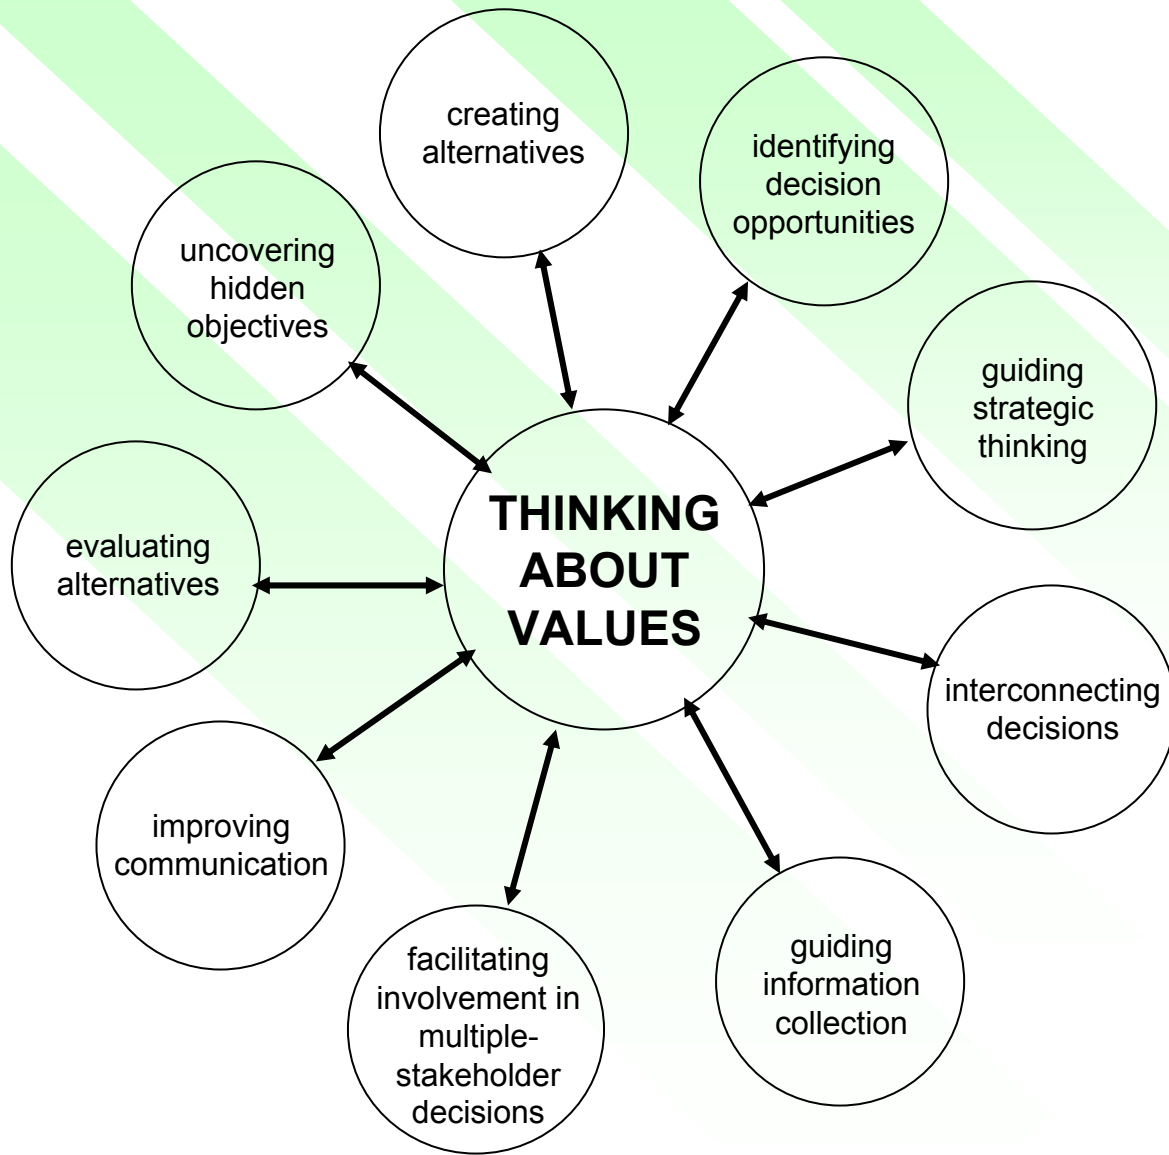 creating
alternatives
identifying
decision
opportunities
uncovering
hidden
objectives
guiding
strategic
thinking
THINKING
ABOUT
VALUES
evaluating
alternatives
interconnecting
decisions
improving
communication
facilitating
involvement in
multiple-
stakeholder
decisions
guiding
information
collection